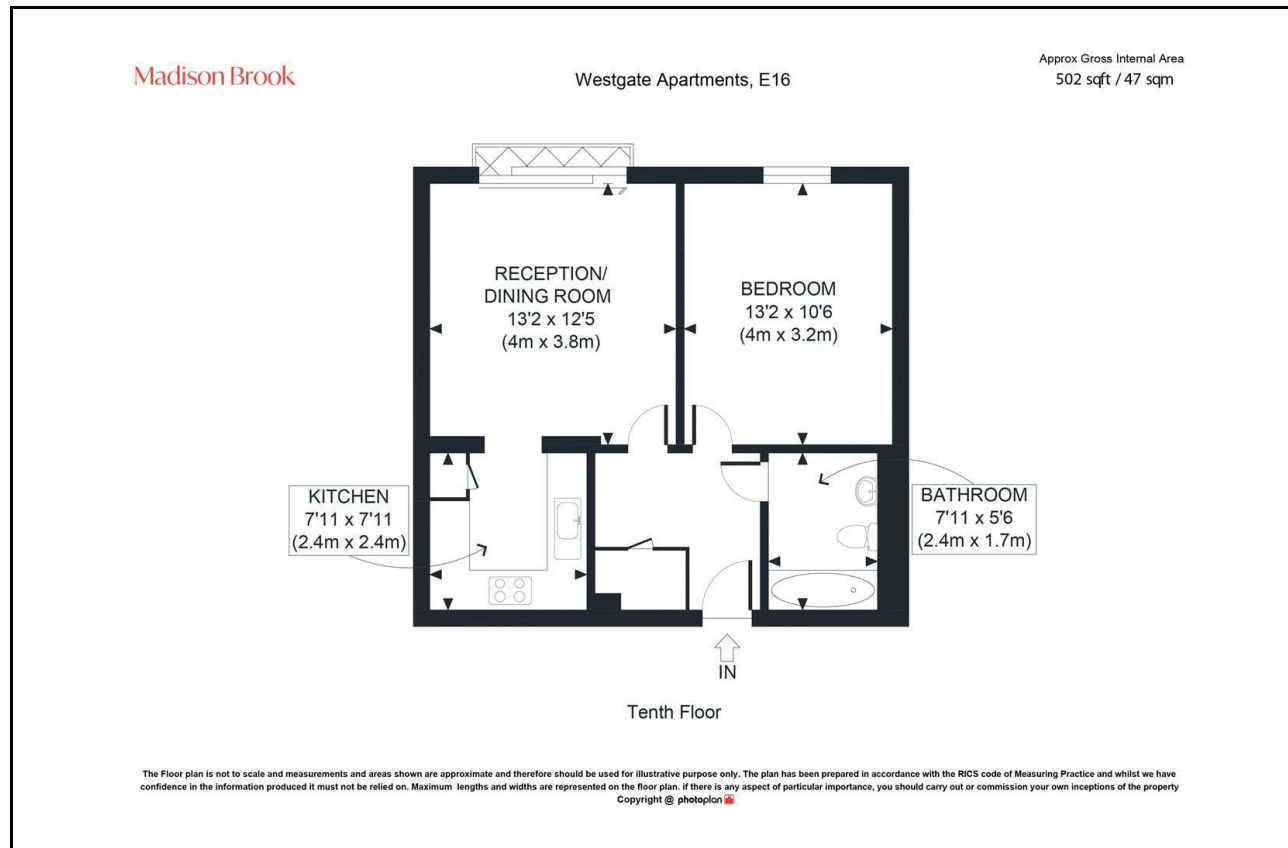 Madison Brook
Westgate Apartments, E16
Approx Gross Internal Area
502 sqft / 47 sqm
RECEPTION/
DINING ROOM
13'2 x 12'5
(4m x 3.8m)
BEDROOM
13'2 x 10'6
(4m x 3.2m)
KITCHEN
7'11 x 7'11
(2.4m x 2.4m)
BATHROOM
7'11 x 5'6
(2.4m x 1.7m)
IN
Tenth Floor
The Floor plan is not to scale and measurements and areas shown are approximate and therefore should be used for illustrative purpose only. The plan has been prepared in accordance with the RICS code of Measuring Practice and whilst we have
confidence in the information produced it must not be relied on. Maximum lengths and widths are represented on the floor plan. if there is any aspect of particular importance, you should carry out or commission your own inceptions of the property
Copyright @ photoplan